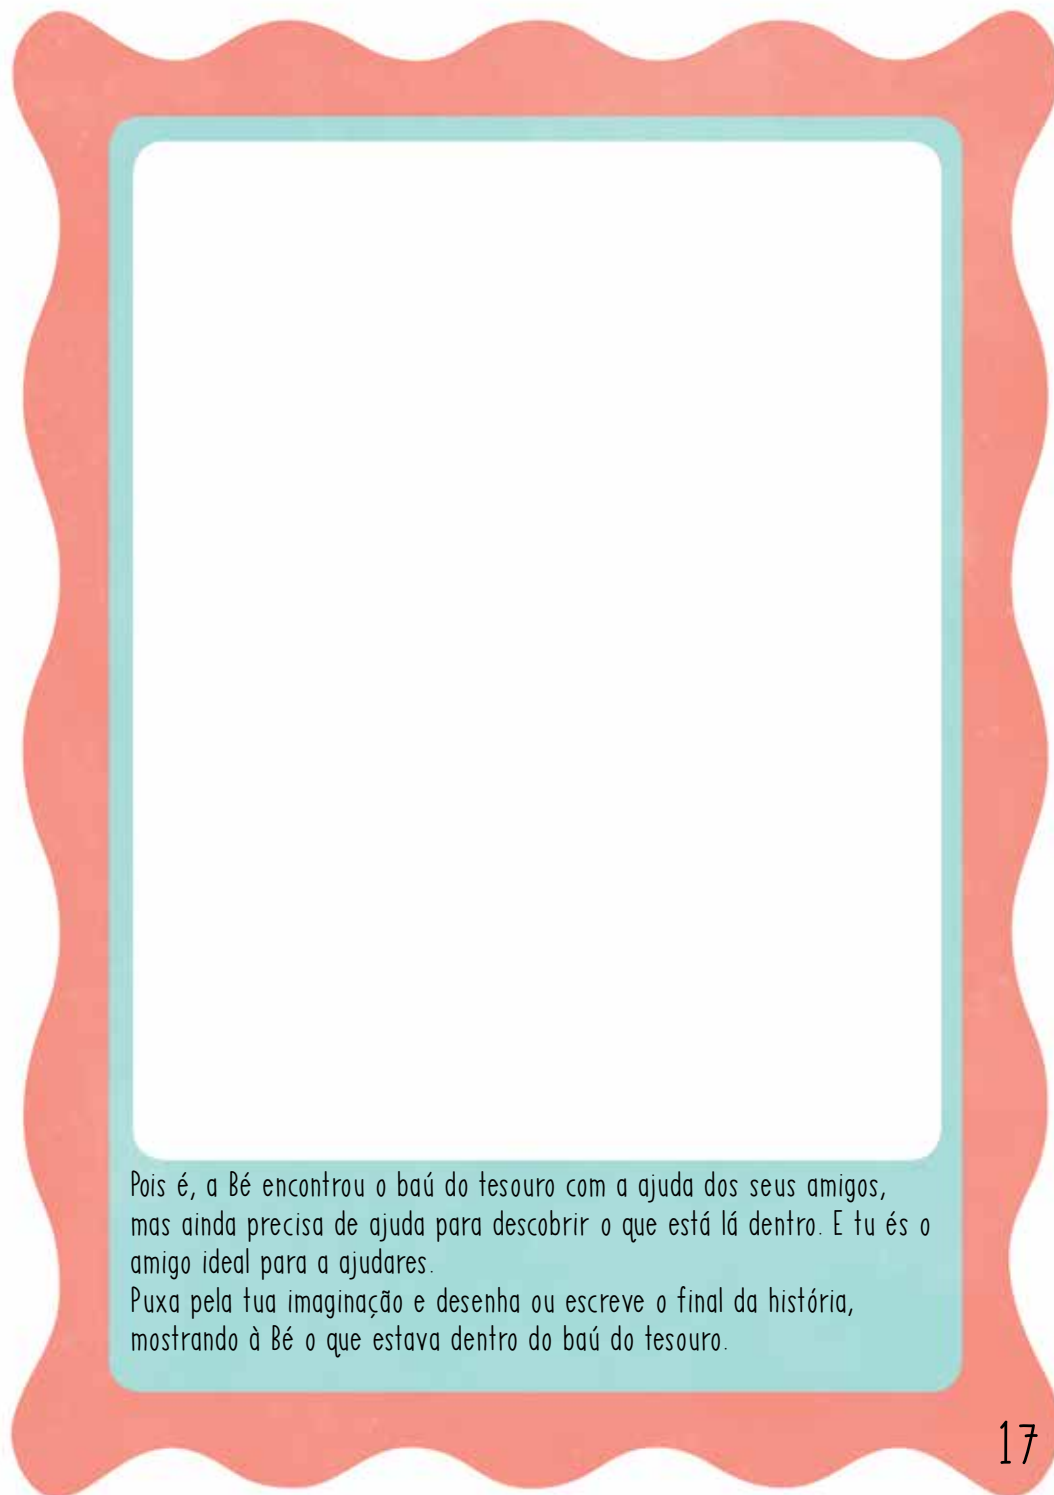 Pois é, a Bé encontrou o baú do tesouro com a ajuda dos seus amigos,
mas ainda precisa de ajuda para descobrir o que está lá dentro. E tu és o
amigo ideal para a ajudares.
Puxa pela tua imaginação e desenha ou escreve o final da história,
mostrando à Bé o que estava dentro do baú do tesouro.
17